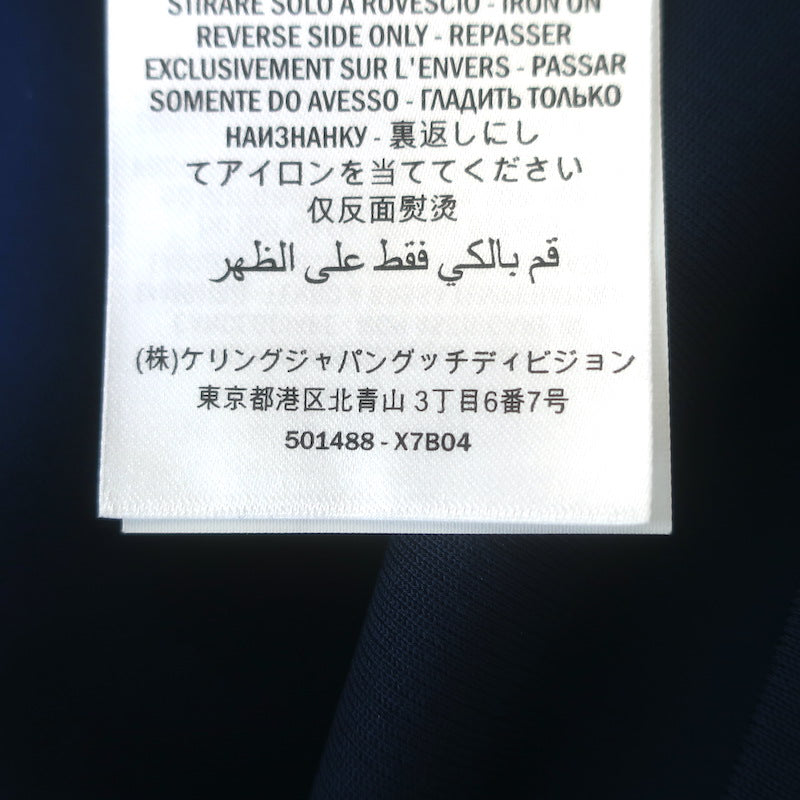 STIRARE SOLO A ROVESCIO - IRON ON
REVERSE SIDE ONLY - REPASSER
EXCLUSIVEMENT SUR L'ENVERS - PASSAR
SOMENTE DO AVESSO - ГЛАДИТЬ ТОЛЬКО
НАИЗНАНКУ - 裏返しにし
てアイロンを当ててください
仅反面熨烫
قم بالكي فقط على الظهر
(株)ケリングジャパングッチディビジョン
東京都港区北青山 3丁目6番7号
501488 - X7B04